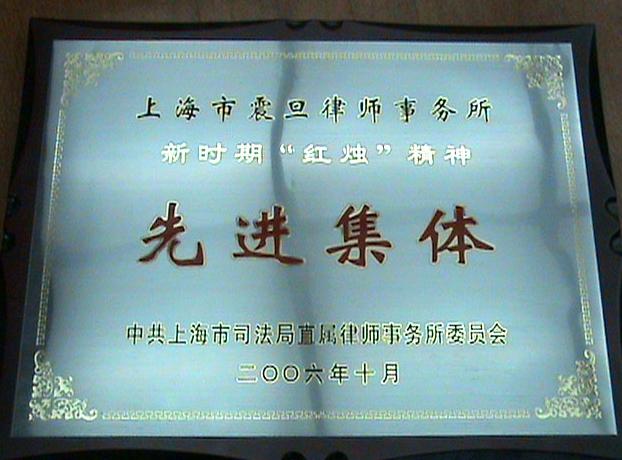 上海市震旦律师事务所
新时期“红烛”精神
先进集体
中共上海市司法局直属律师事务所委员会
二〇〇六年十月